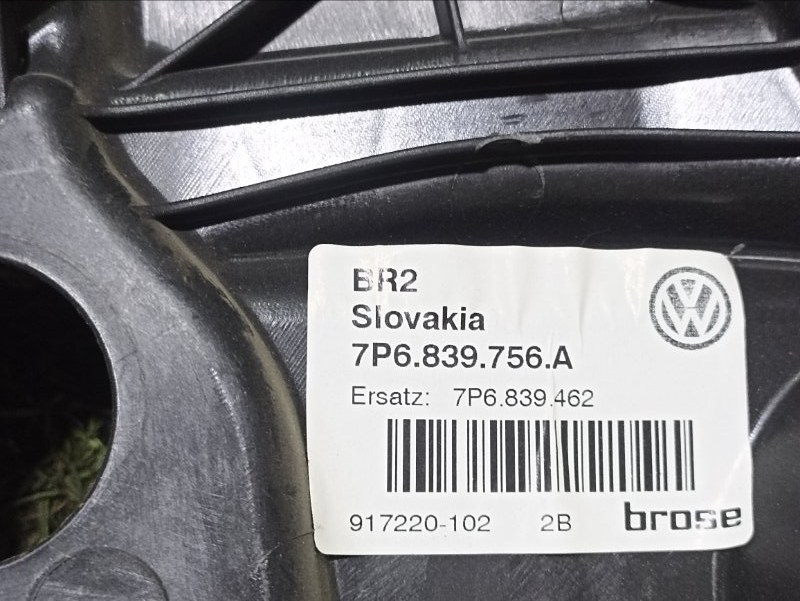 BR2
Slovakia
7P6.839.756.A
Ersatz: 7P6.839.462
917220-102 2B brose